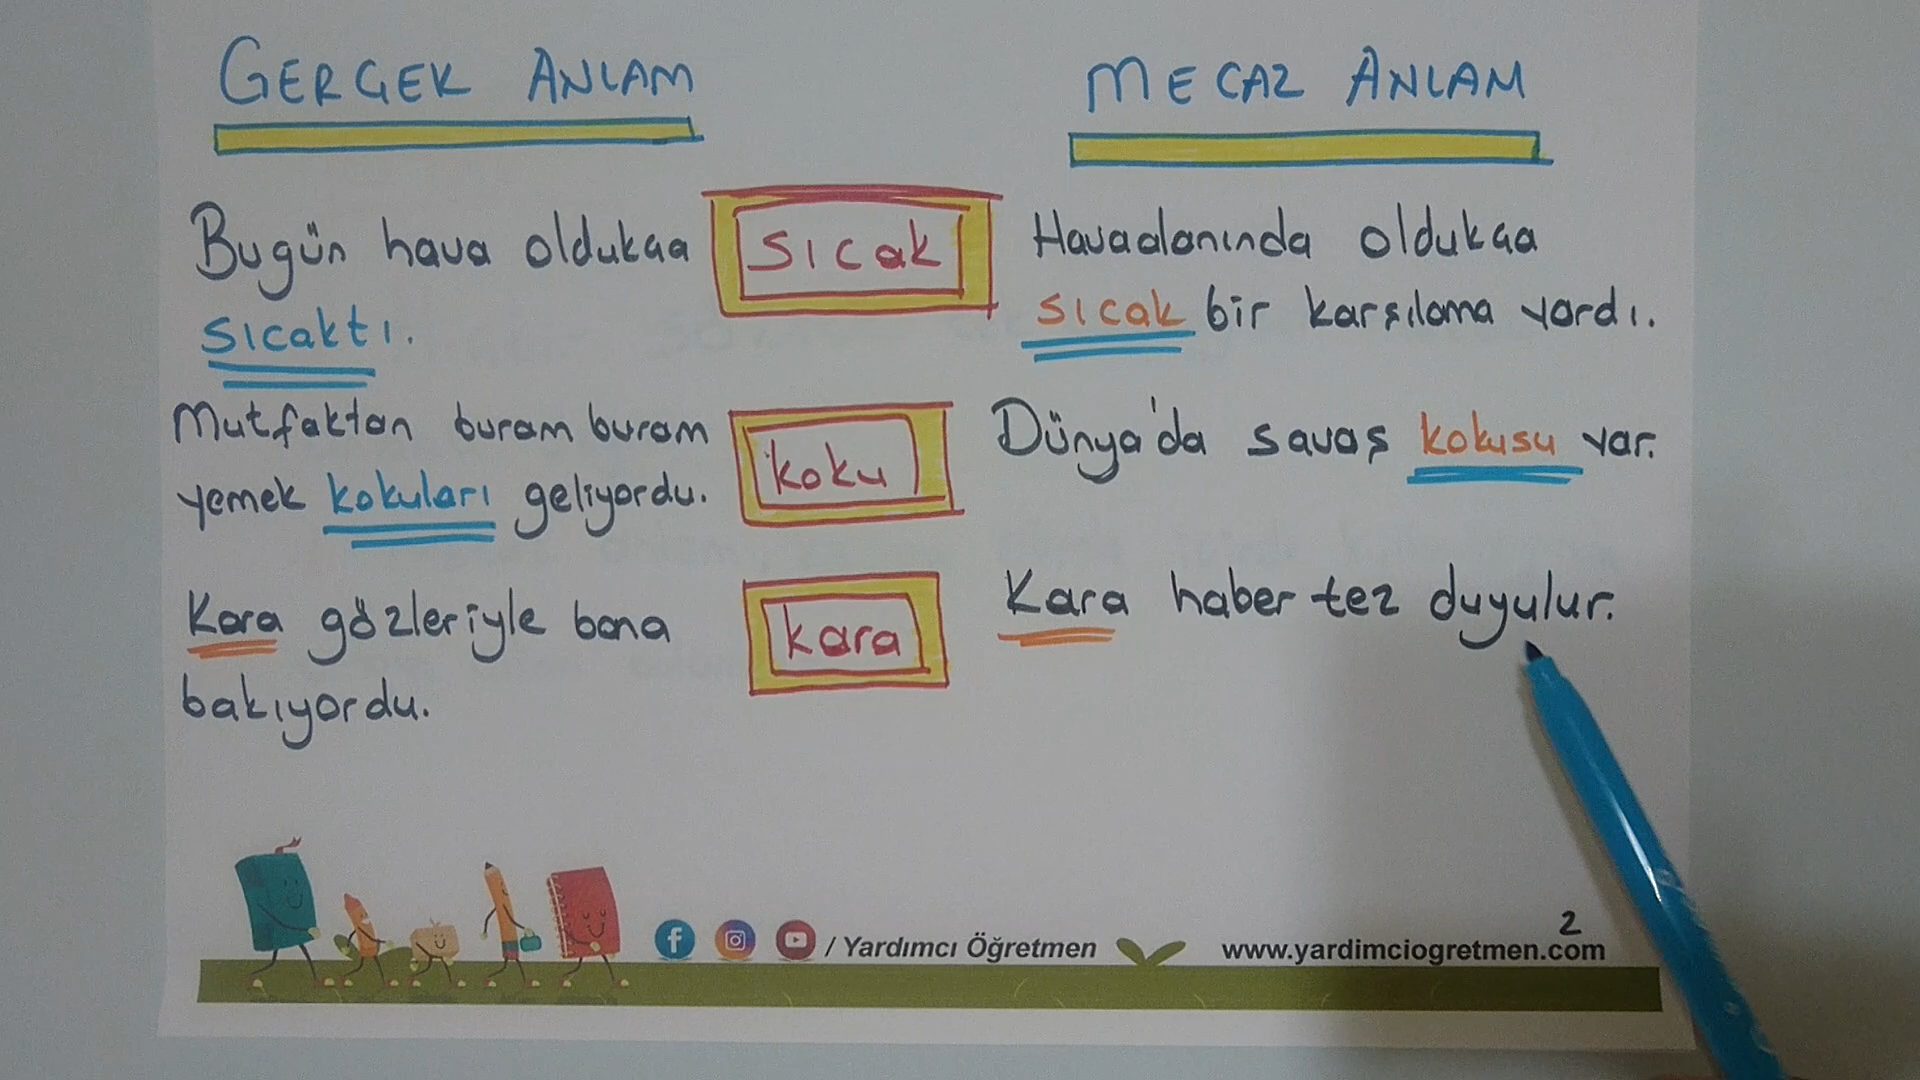 GERÇEK ANLAM
MECAZ ANLAM
Bugün hava oldukça
sıcaktı.
sıcak
Havaalanında oldukça
sıcak bir karşılama vardı.
Mutfaktan buram buram
yemek kokuları geliyordu.
koku
Dünya'da savaş kokusu var.
Kara gözleriyle bana
bakıyordu.
kara
Kara haber tez duyulur.
2
/ Yardımcı Öğretmen
www.yardimciogretmen.com